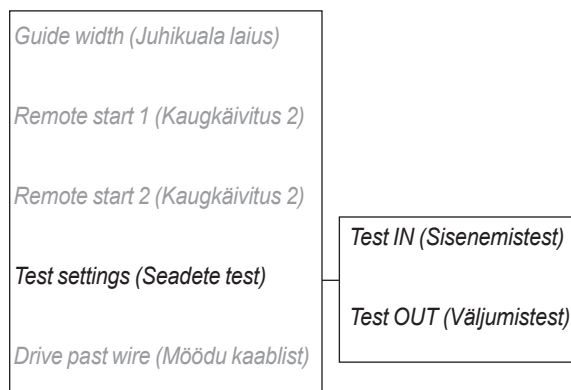 Guide width (Juhikuala laius)
Remote start 1 (Kaugkäivitus 2)
Remote start 2 (Kaugkäivitus 2)
Test settings (Seadete test)
Drive past wire (Möödu kaablist)
Test IN (Sisenemistest)
Test OUT (Väljumistest)